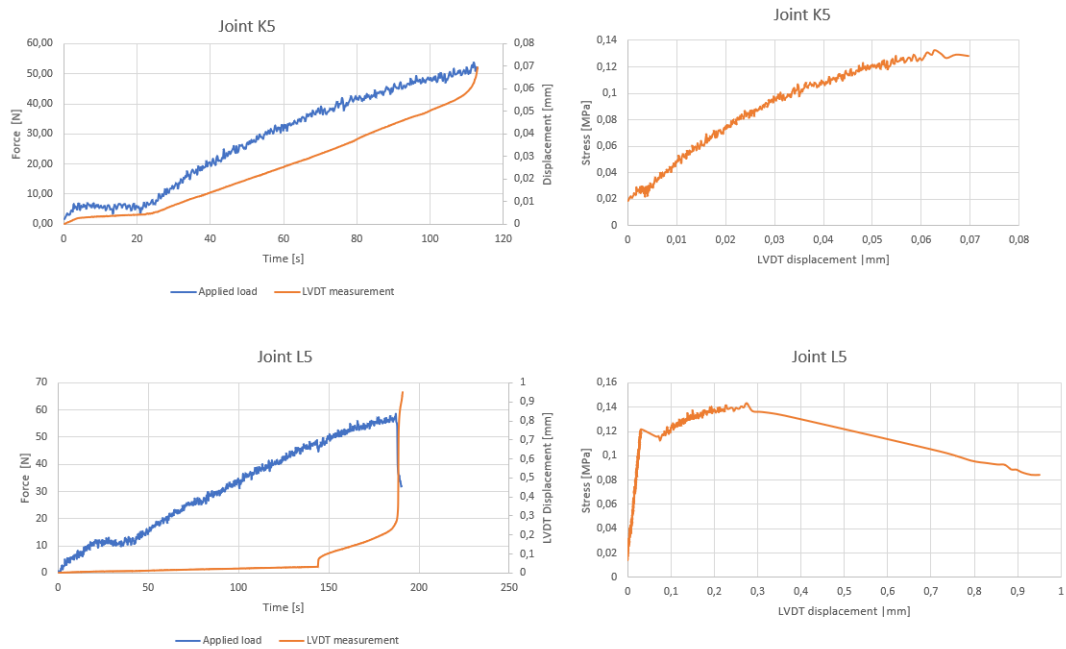 Joint K5
60,00
50,00
40,00
30,00
20,00
10,00
0,00
Force [N]
0,08
0,07
0,06
0,05
0,04
0,03
0,02
0,01
0
Displacement [mm]
0 20 40 60 80 100 120
Time [s]
Applied load LVDT measurement
Joint K5
0,14
0,12
0,1
0,08
0,06
0,04
0,02
0
Stress [MPa]
0 0,01 0,02 0,03 0,04 0,05 0,06 0,07 0,08
LVDT displacement |mm]
Joint L5
70
60
50
40
30
20
10
0
Force [N]
1
0,9
0,8
0,7
0,6
0,5
0,4
0,3
0,2
0,1
0
LVDT Displacement [mm]
0 50 100 150 200 250
Time [s]
Applied load LVDT measurement
Joint L5
0,16
0,14
0,12
0,1
0,08
0,06
0,04
0,02
0
Stress [MPa]
0 0,1 0,2 0,3 0,4 0,5 0,6 0,7 0,8 0,9 1
LVDT displacement |mm]